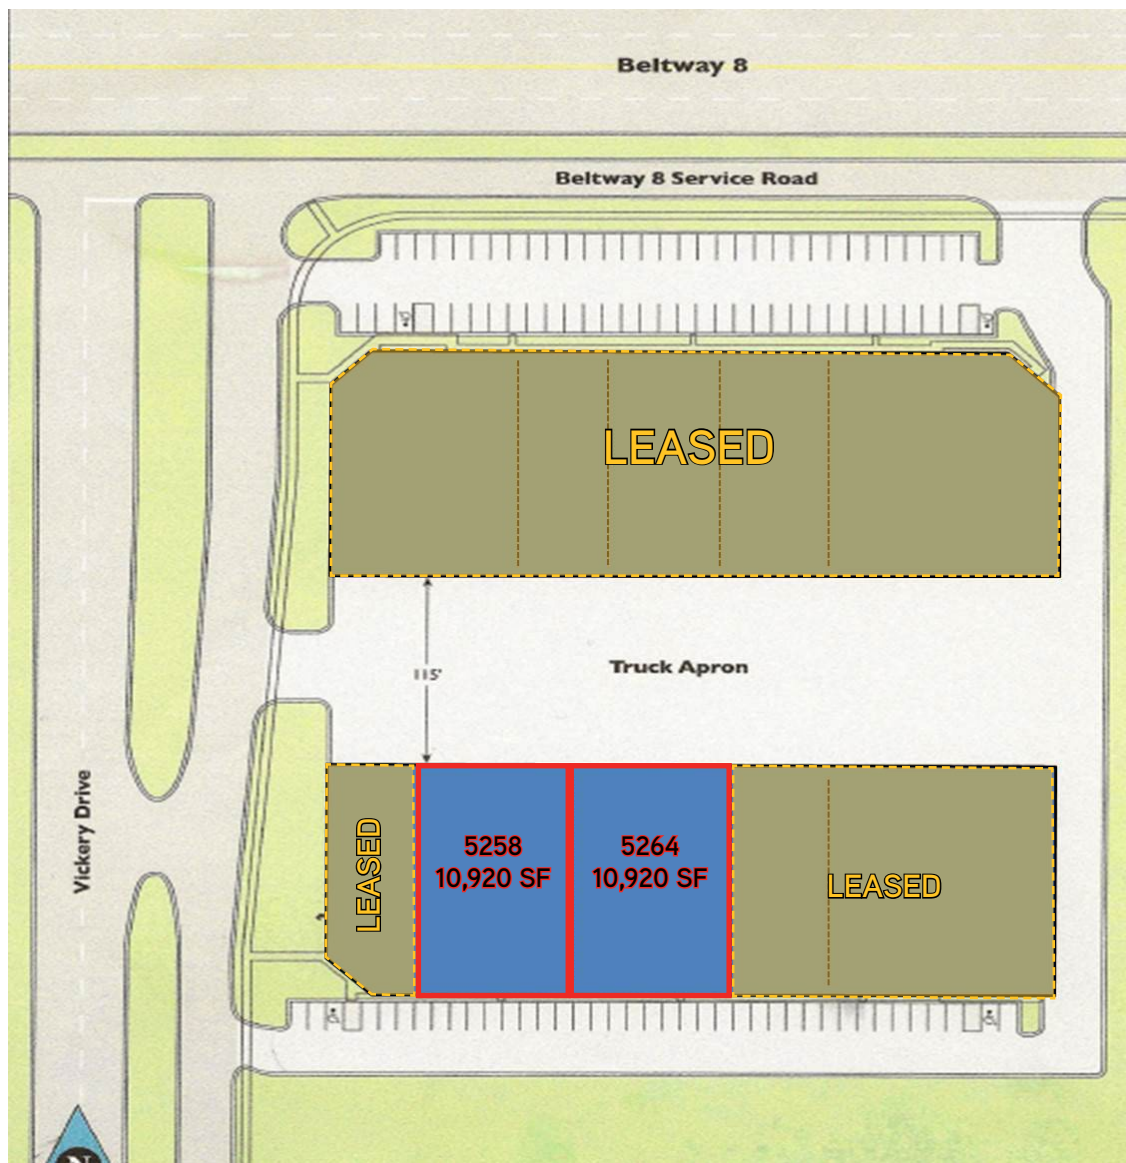 Beltway 8
Beltway 8 Service Road
LEASED
115'
Truck Apron
Vickery Drive
LEASED
5258
10,920 SF
5264
10,920 SF
LEASED
N